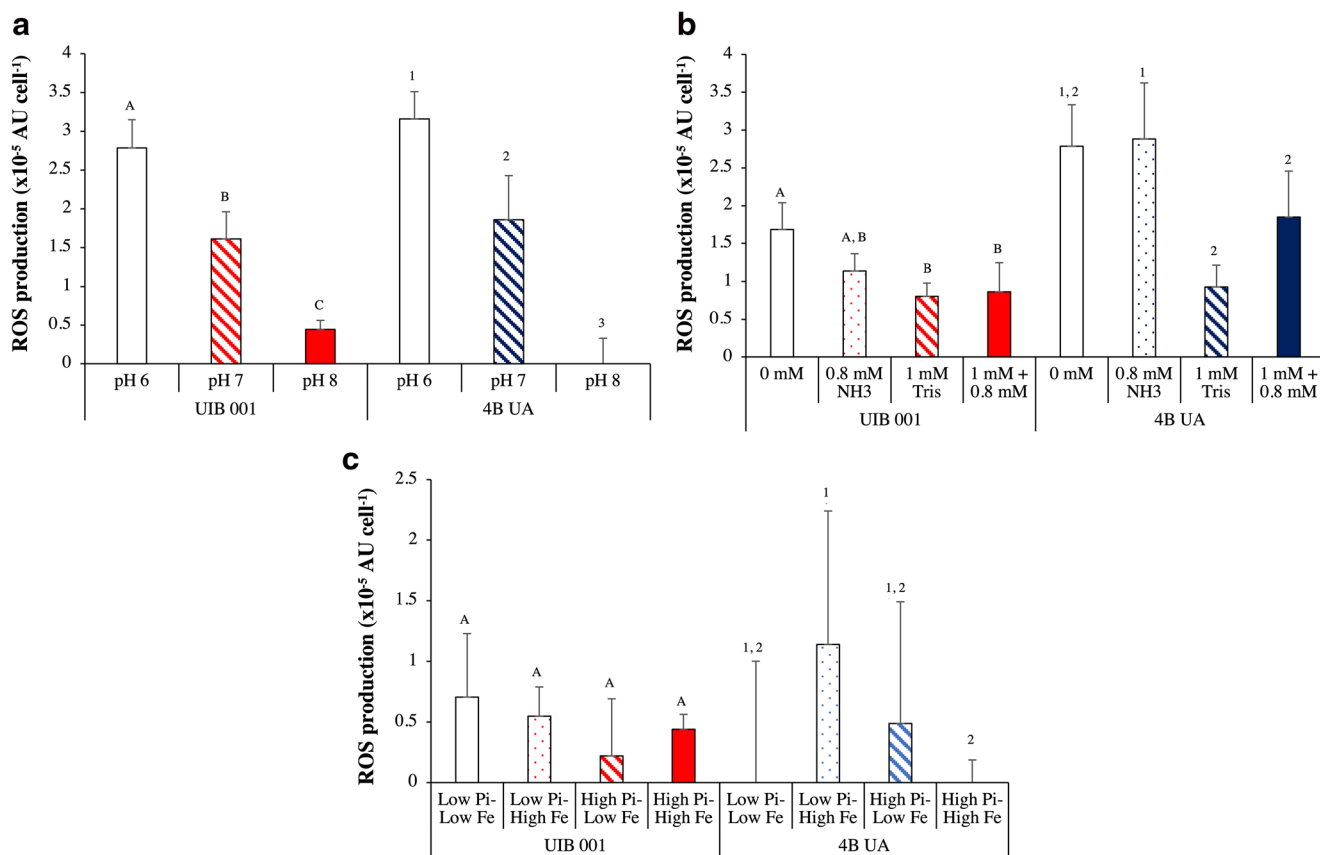 a
ROS production (x10⁻⁵ AU cell⁻¹)
4
3.5
3
2.5
2
1.5
1
0.5
0
A
B
C
1
2
3
pH 6
pH 7
pH 8
pH 6
pH 7
pH 8
UIB 001
4B UA
b
ROS production (x10⁻⁵ AU cell⁻¹)
4
3.5
3
2.5
2
1.5
1
0.5
0
A
A, B
B
B
1, 2
1
2
2
0 mM
0.8 mM
NH3
1 mM
Tris
1 mM +
0.8 mM
0 mM
0.8 mM
NH3
1 mM
Tris
1 mM +
0.8 mM
UIB 001
4B UA
c
ROS production (x10⁻⁵ AU cell⁻¹)
2.5
2
1.5
1
0.5
0
A
A
A
A
1, 2
1
1, 2
2
Low Pi-
Low Fe
Low Pi-
High Fe
High Pi-
Low Fe
High Pi-
High Fe
Low Pi-
Low Fe
Low Pi-
High Fe
High Pi-
Low Fe
High Pi-
High Fe
UIB 001
4B UA